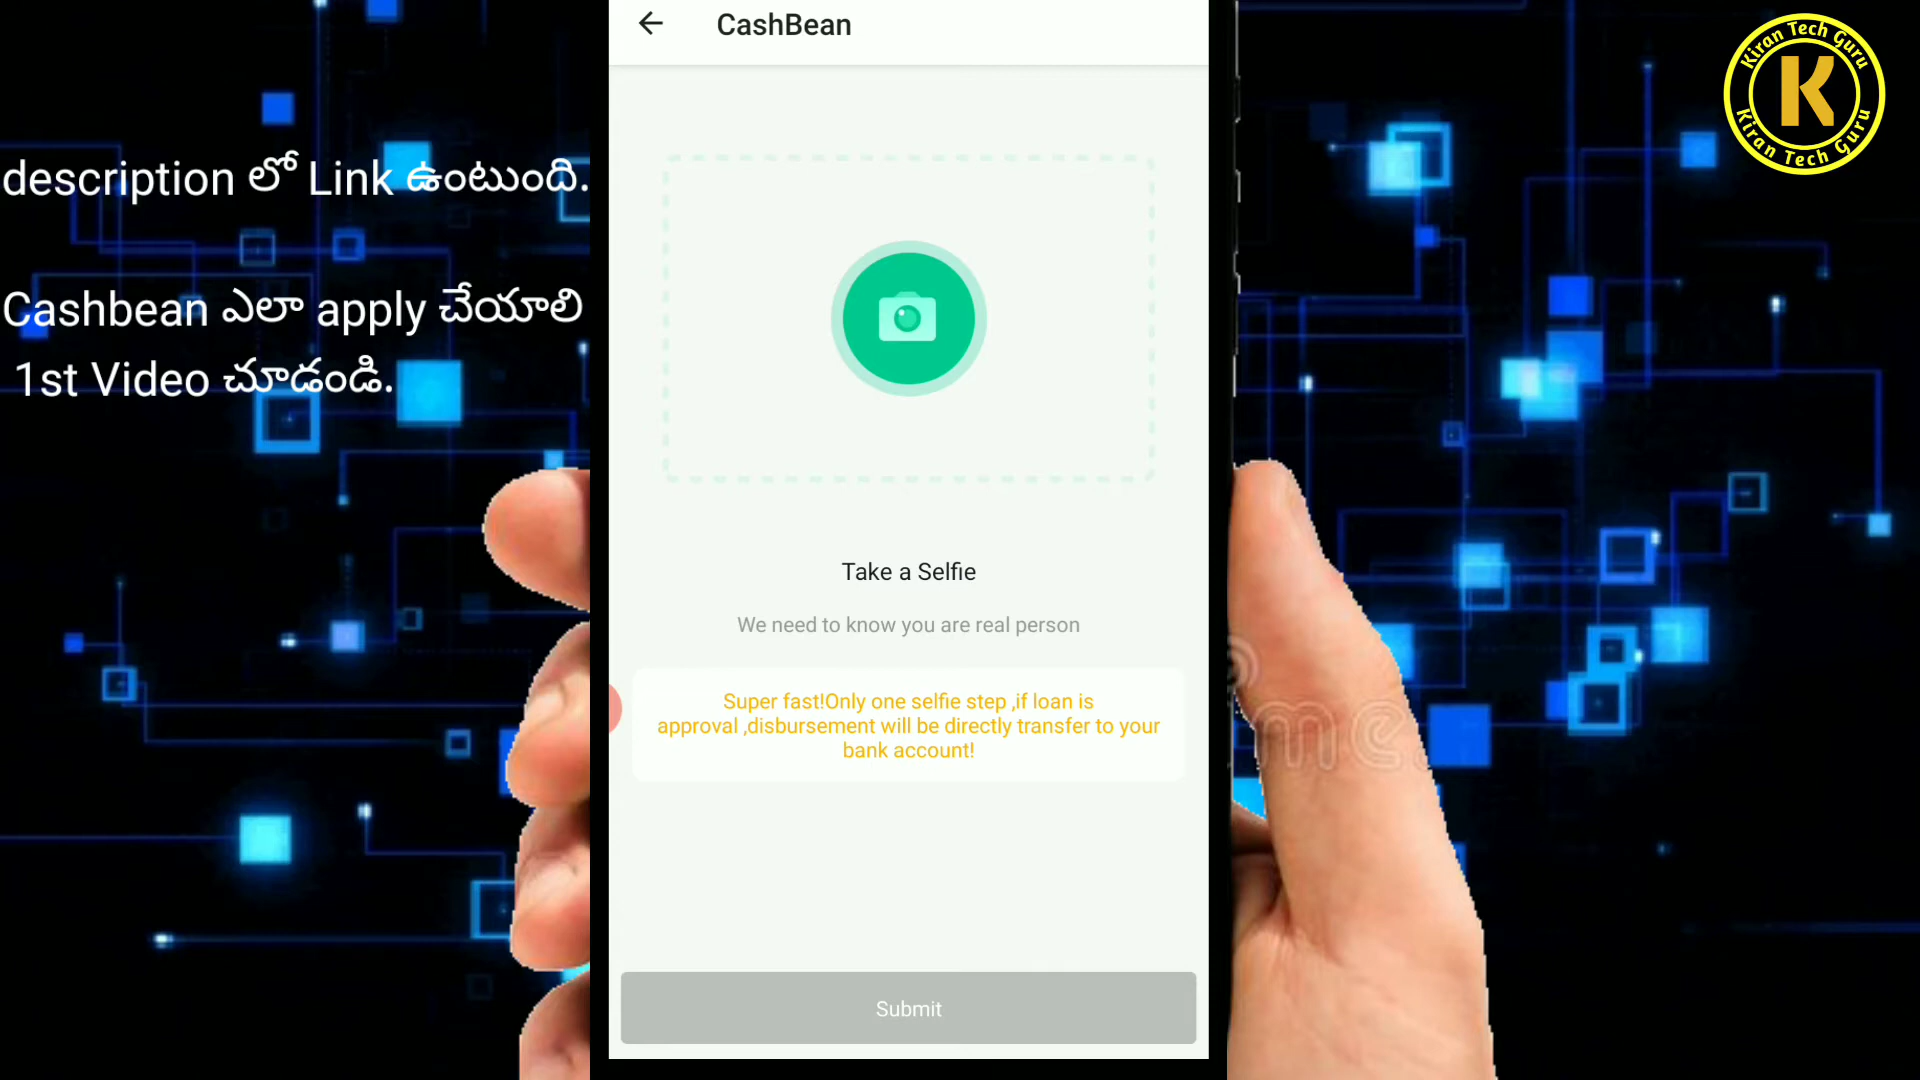 description లో Link ఉంటుంది.
Cashbean ఎలా apply చేయాలి
1st Video చూడండి.
CashBean
Take a Selfie
We need to know you are real person
Super fast!Only one selfie step ,if loan is
approval ,disbursement will be directly transfer to your
bank account!
Submit
Kiran Tech Guru
K
Kiran Tech Guru